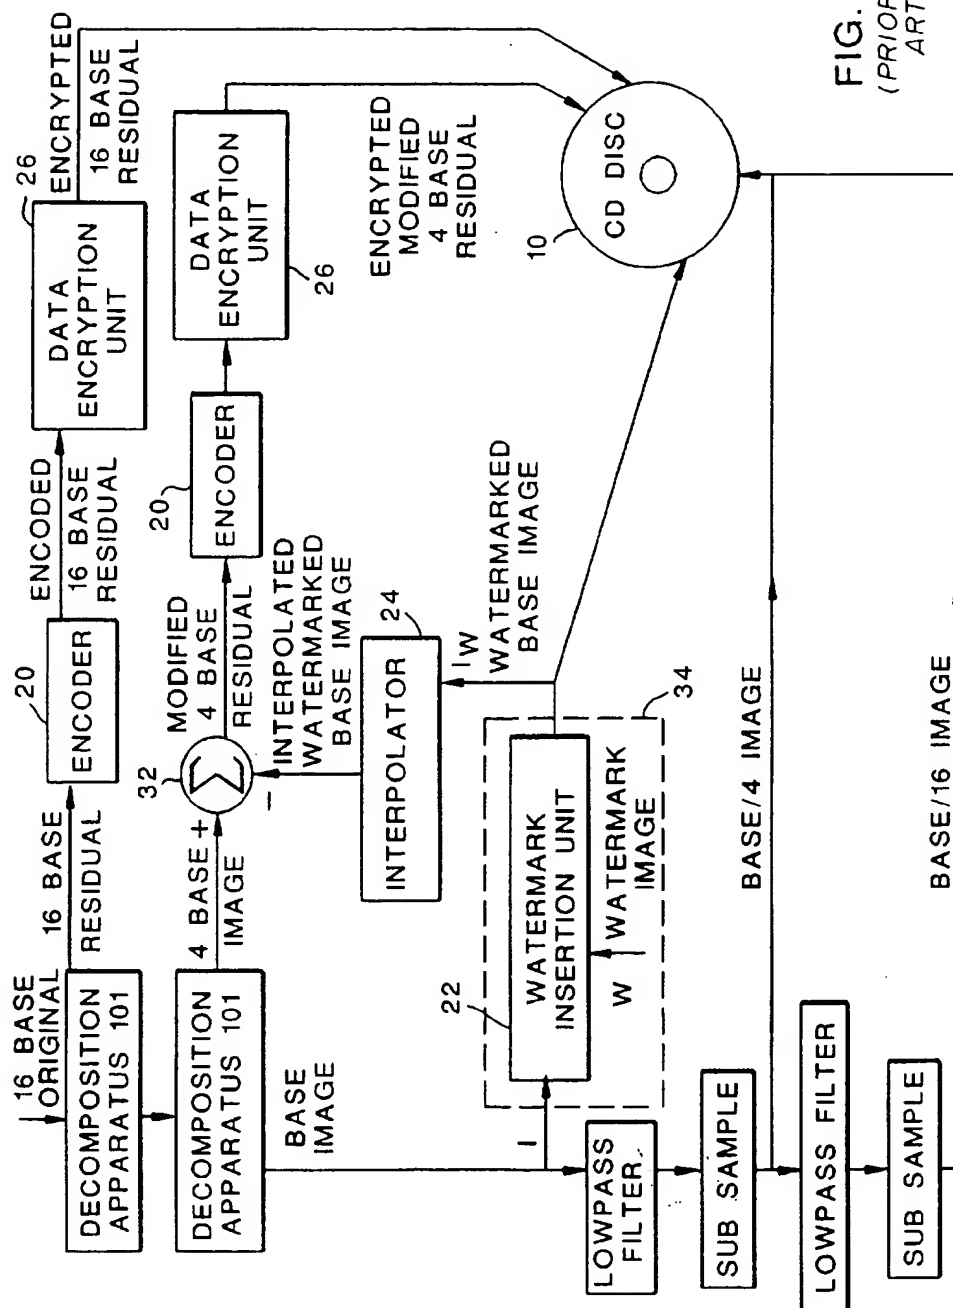 16 BASE
ORIGINAL
DECOMPOSITION
APPARATUS 101
16 BASE
RESIDUAL
20
ENCODER
ENCODED
16 BASE
RESIDUAL
26
DATA
ENCRYPTION
UNIT
ENCRYPTED
16 BASE
RESIDUAL
DECOMPOSITION
APPARATUS 101
4 BASE +
IMAGE
32
Σ
−
MODIFIED
4 BASE
RESIDUAL
20
ENCODER
DATA
ENCRYPTION
UNIT
26
ENCRYPTED
MODIFIED
4 BASE
RESIDUAL
INTERPOLATED
WATERMARKED
BASE IMAGE
INTERPOLATOR
24
IW
WATERMARKED
BASE IMAGE
10
CD DISC
BASE
IMAGE
I
22
WATERMARK
INSERTION UNIT
W
WATERMARK
IMAGE
34
LOWPASS
FILTER
SUB SAMPLE
BASE/4 IMAGE
LOWPASS FILTER
SUB SAMPLE
BASE/16 IMAGE
FIG.
(PRIOR
ART